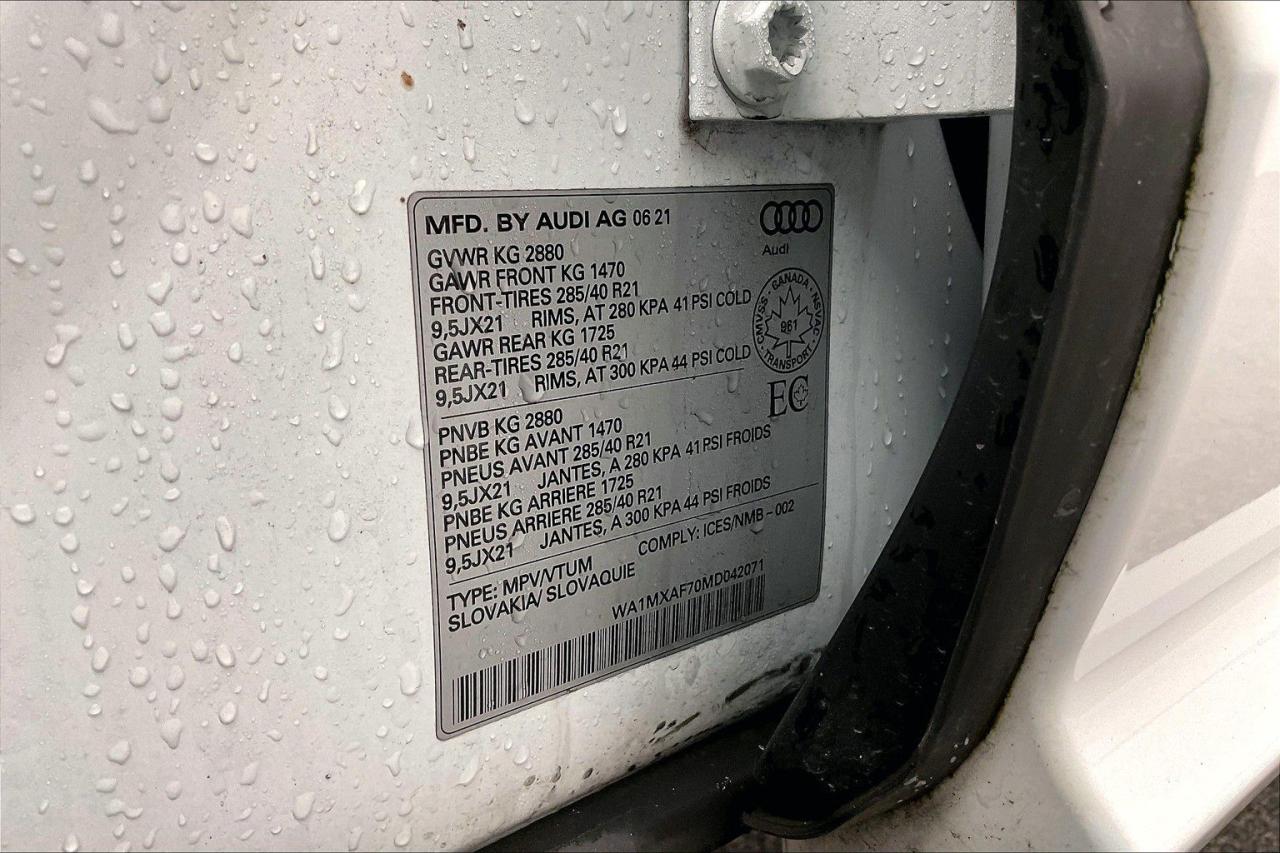 MFD. BY AUDI AG 06 21
Audi
GVWR KG 2880
GAWR FRONT KG 1470
FRONT-TIRES 285/40 R21
9,5JX21 RIMS, AT 280 KPA 41 PSI COLD
GAWR REAR KG 1725
REAR-TIRES 285/40 R21
9,5JX21 RIMS, AT 300 KPA 44 PSI COLD
CANADA
CMVSS 961 NSVAC
TRANSPORT
EC
PNVB KG 2880
PNBE KG AVANT 1470
PNEUS AVANT 285/40 R21
9,5JX21 JANTES, A 280 KPA 41 PSI FROIDS
PNBE KG ARRIERE 1725
PNEUS ARRIERE 285/40 R21
9,5JX21 JANTES, A 300 KPA 44 PSI FROIDS
TYPE: MPV/VTUM COMPLY: ICES/NMB-002
SLOVAKIA/ SLOVAQUIE
WA1MXAF70MD042071